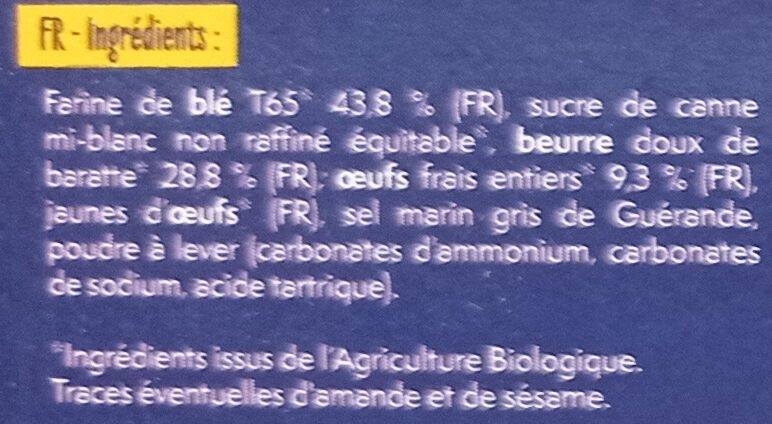 FR - Ingrédients :
Farine de blé T65* 43,8 % (FR), sucre de canne
mi-blanc non raffiné équitable*, beurre doux de
baratte* 28,8 % (FR), œufs frais entiers* 9,3 % (FR),
jaunes d'œufs* (FR), sel marin gris de Guérande,
poudre à lever (carbonates d'ammonium, carbonates
de sodium, acide tartrique).
*Ingrédients issus de l'Agriculture Biologique.
Traces éventuelles d'amande et de sésame.